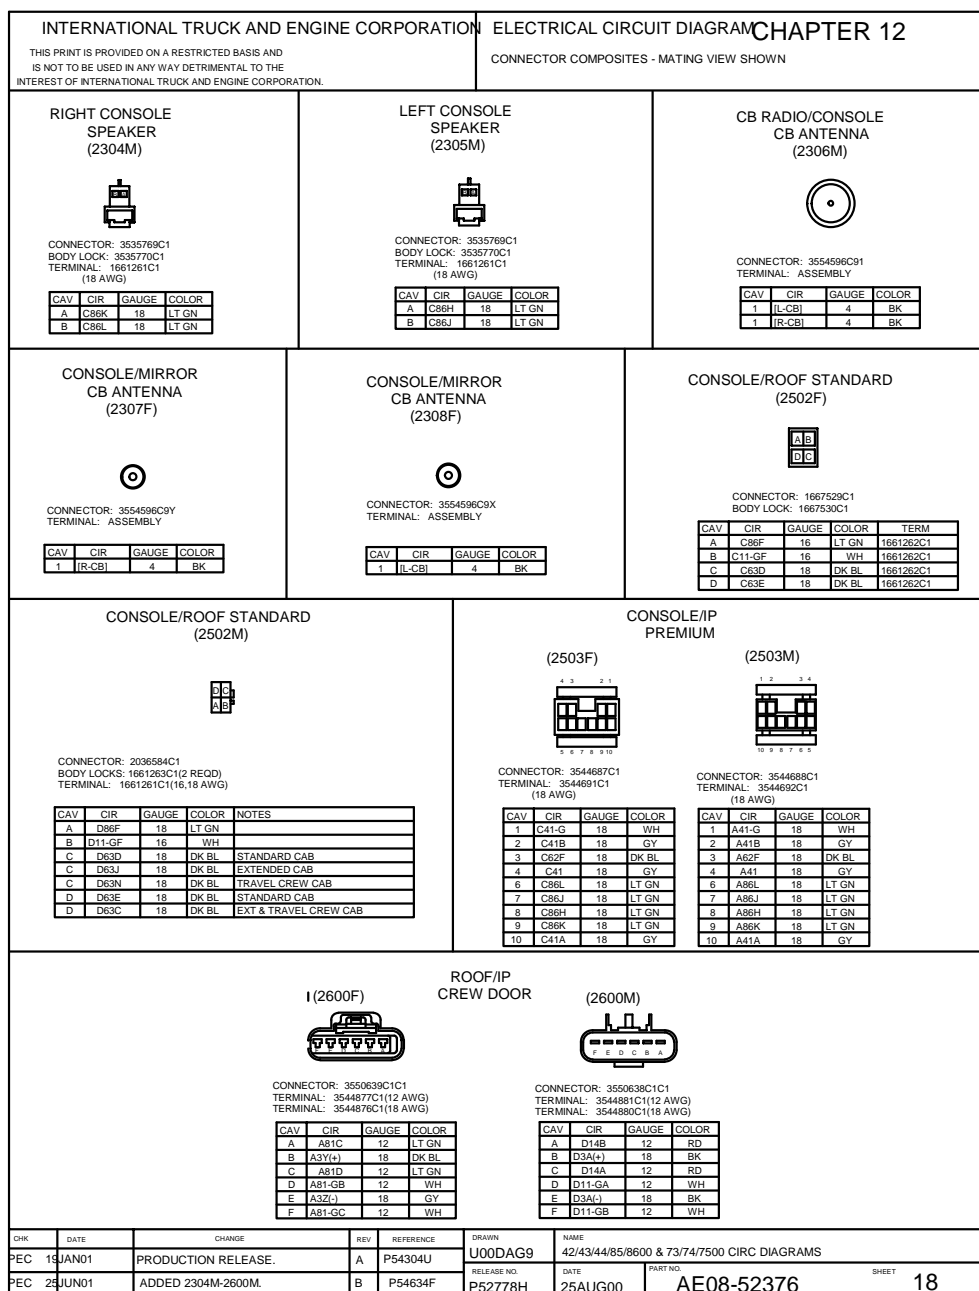 INTERNATIONAL TRUCK AND ENGINE CORPORATION
THIS PRINT IS PROVIDED ON A RESTRICTED BASIS AND
IS NOT TO BE USED IN ANY WAY DETRIMENTAL TO THE
INTEREST OF INTERNATIONAL TRUCK AND ENGINE CORPORATION.
ELECTRICAL CIRCUIT DIAGRAM CHAPTER 12
CONNECTOR COMPOSITES - MATING VIEW SHOWN
RIGHT CONSOLE
SPEAKER
(2304M)
CONNECTOR: 3535769C1
BODY LOCK: 3535770C1
TERMINAL: 1661261C1
(18 AWG)
CAV CIR GAUGE COLOR
A C86K 18 LT GN
B C86L 18 LT GN
LEFT CONSOLE
SPEAKER
(2305M)
CONNECTOR: 3535769C1
BODY LOCK: 3535770C1
TERMINAL: 1661261C1
(18 AWG)
CAV CIR GAUGE COLOR
A C86H 18 LT GN
B C86J 18 LT GN
CB RADIO/CONSOLE
CB ANTENNA
(2306M)
CONNECTOR: 3554596C91
TERMINAL: ASSEMBLY
CAV CIR GAUGE COLOR
1 [L-CB] 4 BK
1 [R-CB] 4 BK
CONSOLE/MIRROR
CB ANTENNA
(2307F)
CONNECTOR: 3554596C9Y
TERMINAL: ASSEMBLY
CAV CIR GAUGE COLOR
1 [R-CB] 4 BK
CONSOLE/MIRROR
CB ANTENNA
(2308F)
CONNECTOR: 3554596C9X
TERMINAL: ASSEMBLY
CAV CIR GAUGE COLOR
1 [L-CB] 4 BK
CONSOLE/ROOF STANDARD
(2502F)
A B
D C
CONNECTOR: 1667529C1
BODY LOCK: 1667530C1
CAV CIR GAUGE COLOR TERM
A C86F 16 LT GN 1661262C1
B C11-GF 16 WH 1661262C1
C C63D 18 DK BL 1661262C1
D C63E 18 DK BL 1661262C1
CONSOLE/ROOF STANDARD
(2502M)
D C
A B
CONNECTOR: 2036584C1
BODY LOCKS: 1661263C1(2 REQD)
TERMINAL: 1661261C1(16,18 AWG)
CAV CIR GAUGE COLOR NOTES
A D86F 18 LT GN
B D11-GF 16 WH
C D63D 18 DK BL STANDARD CAB
C D63J 18 DK BL EXTENDED CAB
C D63N 18 DK BL TRAVEL CREW CAB
D D63E 18 DK BL STANDARD CAB
D D63C 18 DK BL EXT & TRAVEL CREW CAB
CONSOLE/IP
PREMIUM
(2503F)
4 3 2 1
5 6 7 8 9 10
CONNECTOR: 3544687C1
TERMINAL: 3544691C1
(18 AWG)
CAV CIR GAUGE COLOR
1 C41-G 18 WH
2 C41B 18 GY
3 C62F 18 DK BL
4 C41 18 GY
6 C86L 18 LT GN
7 C86J 18 LT GN
8 C86H 18 LT GN
9 C86K 18 LT GN
10 C41A 18 GY
(2503M)
1 2 3 4
10 9 8 7 6 5
CONNECTOR: 3544688C1
TERMINAL: 3544692C1
(18 AWG)
CAV CIR GAUGE COLOR
1 A41-G 18 WH
2 A41B 18 GY
3 A62F 18 DK BL
4 A41 18 GY
6 A86L 18 LT GN
7 A86J 18 LT GN
8 A86H 18 LT GN
9 A86K 18 LT GN
10 A41A 18 GY
ROOF/IP
CREW DOOR
(2600F)
F E D C B A
CONNECTOR: 3550639C1C1
TERMINAL: 3544877C1(12 AWG)
TERMINAL: 3544876C1(18 AWG)
CAV CIR GAUGE COLOR
A A81C 12 LT GN
B A3Y(+) 18 DK BL
C A81D 12 LT GN
D A81-GB 12 WH
E A3Z(-) 18 GY
F A81-GC 12 WH
(2600M)
F E D C B A
CONNECTOR: 3550638C1C1
TERMINAL: 3544881C1(12 AWG)
TERMINAL: 3544880C1(18 AWG)
CAV CIR GAUGE COLOR
A D14B 12 RD
B D3A(+) 18 BK
C D14A 12 RD
D D11-GA 12 WH
E D3A(-) 18 BK
F D11-GB 12 WH
CHK DATE CHANGE REV REFERENCE
PEC 19JAN01 PRODUCTION RELEASE. A P54304U
PEC 25JUN01 ADDED 2304M-2600M. B P54634F
DRAWN
U00DAG9
NAME
42/43/44/85/8600 & 73/74/7500 CIRC DIAGRAMS
RELEASE NO.
P52778H
DATE
25AUG00
PART NO.
AE08-52376
SHEET 18